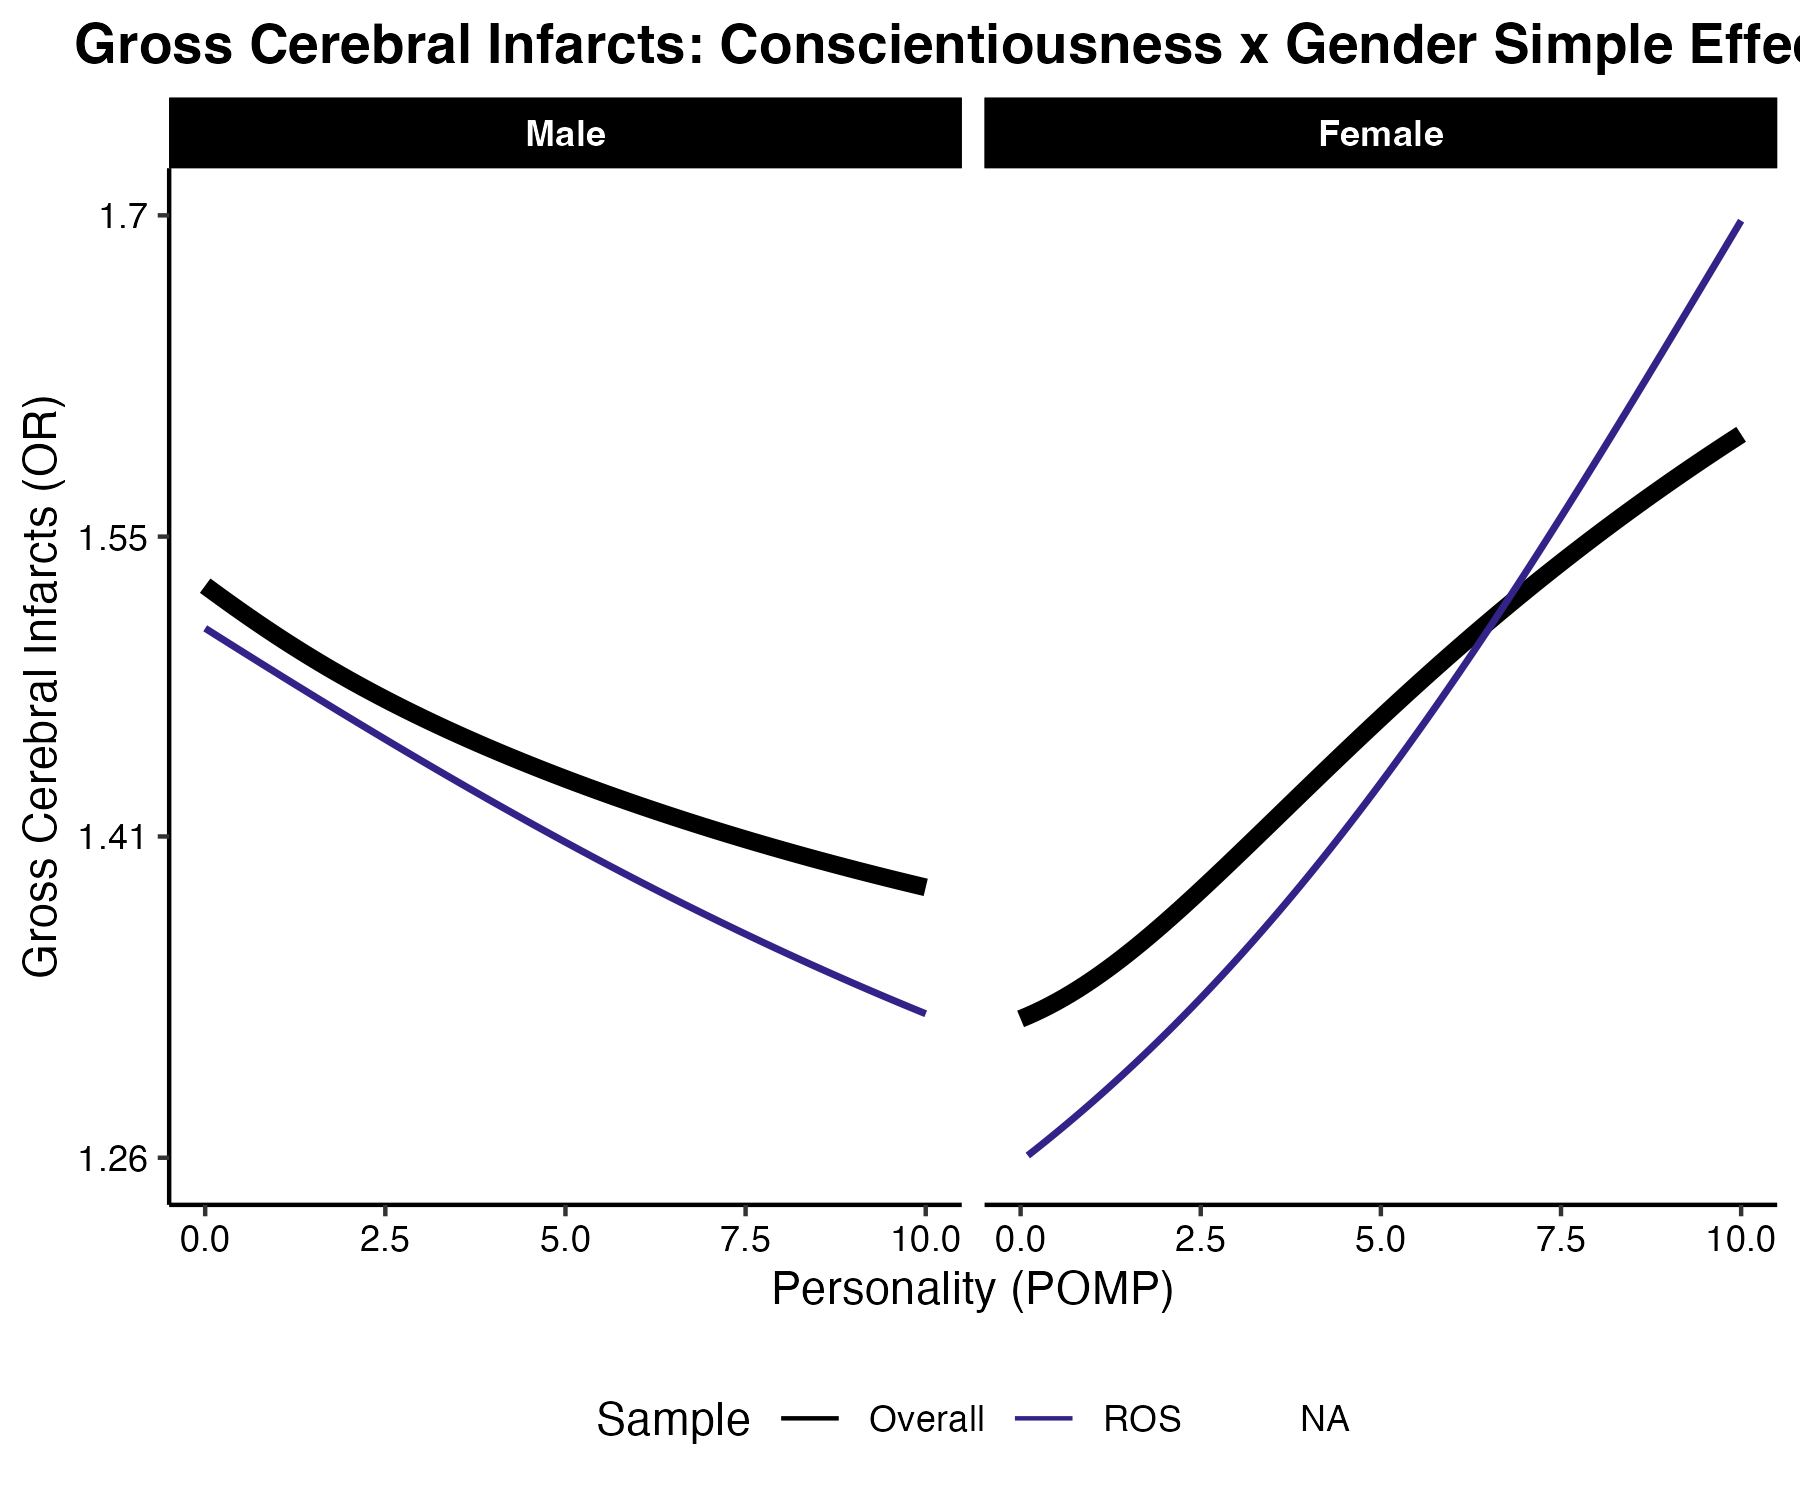 Gross Cerebral Infarcts: Conscientiousness x Gender Simple Effec
Male
Female
Gross Cerebral Infarcts (OR)
1.7
1.55
1.41
1.26
0.0 2.5 5.0 7.5 10.0 0.0 2.5 5.0 7.5 10.0
Personality (POMP)
Sample Overall ROS NA